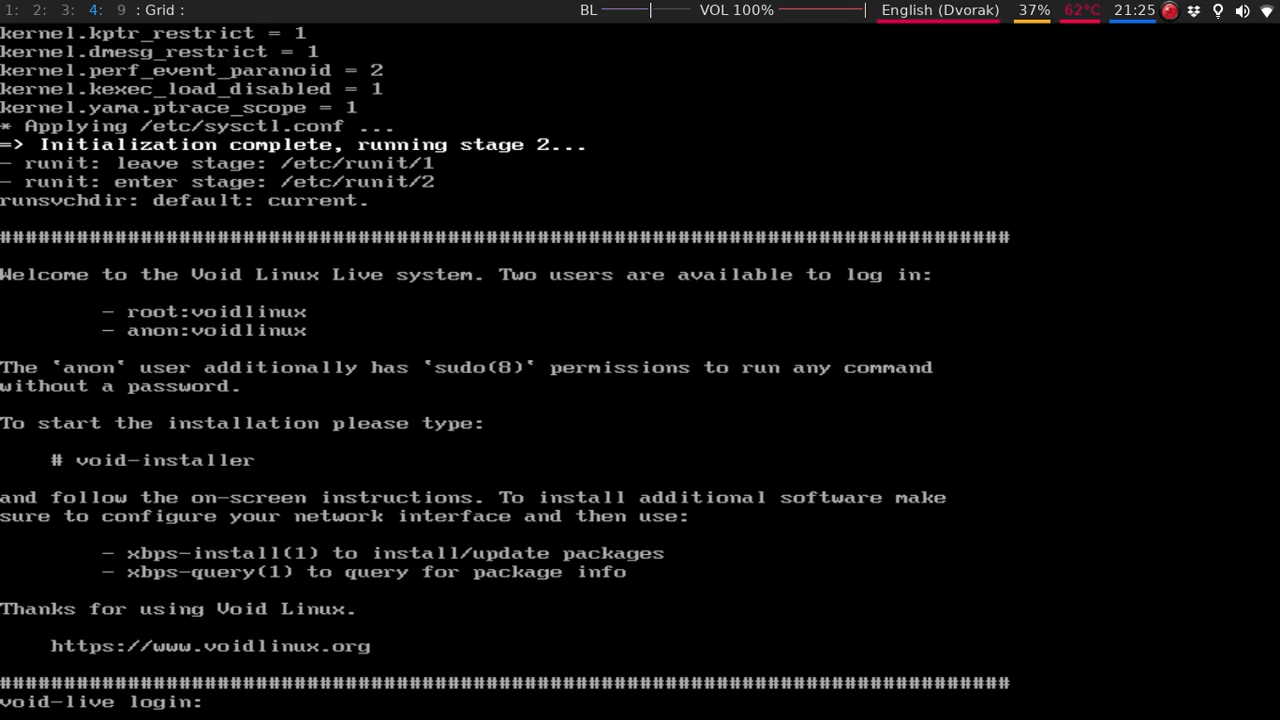 1: 2: 3: 4: 9 : Grid : BL VOL 100% English (Dvorak) 37% 62°C 21:25
kernel.kptr_restrict = 1
kernel.dmesg_restrict = 1
kernel.perf_event_paranoid = 2
kernel.kexec_load_disabled = 1
kernel.yama.ptrace_scope = 1
* Applying /etc/sysctl.conf ...
=> Initialization complete, running stage 2...
- runit: leave stage: /etc/runit/1
- runit: enter stage: /etc/runit/2
runsvchdir: default: current.
###############################################################################
Welcome to the Void Linux Live system. Two users are available to log in:
- root:voidlinux
- anon:voidlinux
The `anon` user additionally has `sudo(8)` permissions to run any command
without a password.
To start the installation please type:
# void-installer
and follow the on-screen instructions. To install additional software make
sure to configure your network interface and then use:
- xbps-install(1) to install/update packages
- xbps-query(1) to query for package info
Thanks for using Void Linux.
https://www.voidlinux.org
###############################################################################
void-live login: